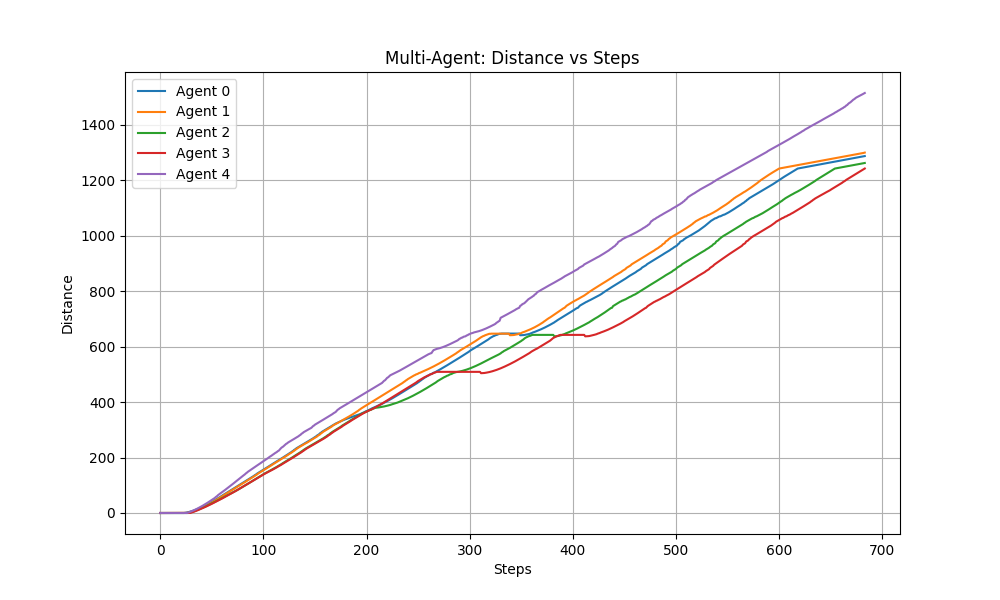 Multi-Agent: Distance vs Steps
Agent 0
Agent 1
Agent 2
Agent 3
Agent 4
Distance
1400
1200
1000
800
600
400
200
0
0 100 200 300 400 500 600 700
Steps